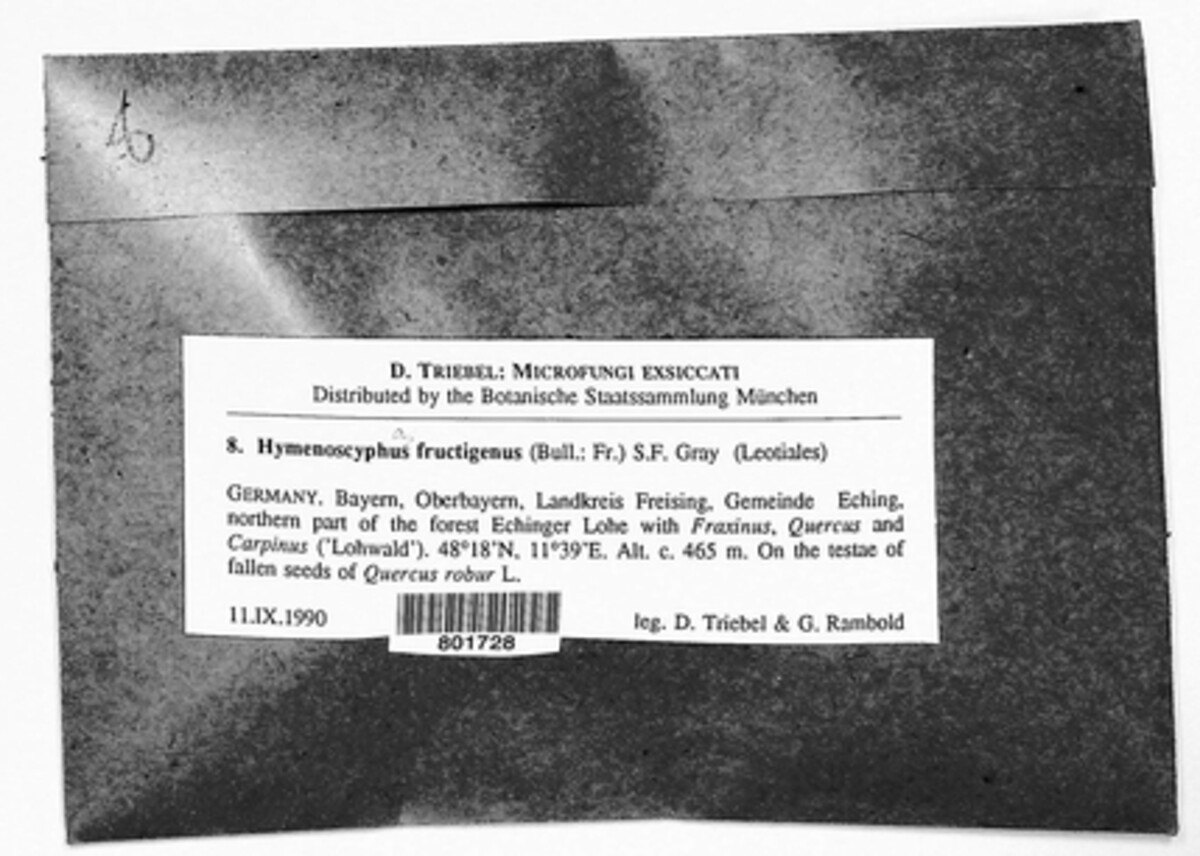 D. TRIEBEL: MICROFUNGI EXSICCATI
Distributed by the Botanische Staatssammlung München
8. Hymenoscyphus fructigenus (Bull.: Fr.) S.F. Gray (Leotiales)
GERMANY. Bayern, Oberbayern, Landkreis Freising, Gemeinde Eching,
northern part of the forest Echinger Lohe with Fraxinus, Quercus and
Carpinus ('Lohwald'). 48°18'N, 11°39'E. Alt. c. 465 m. On the testae of
fallen seeds of Quercus robur L.
11.IX.1990 leg. D. Triebel & G. Rambold
801728